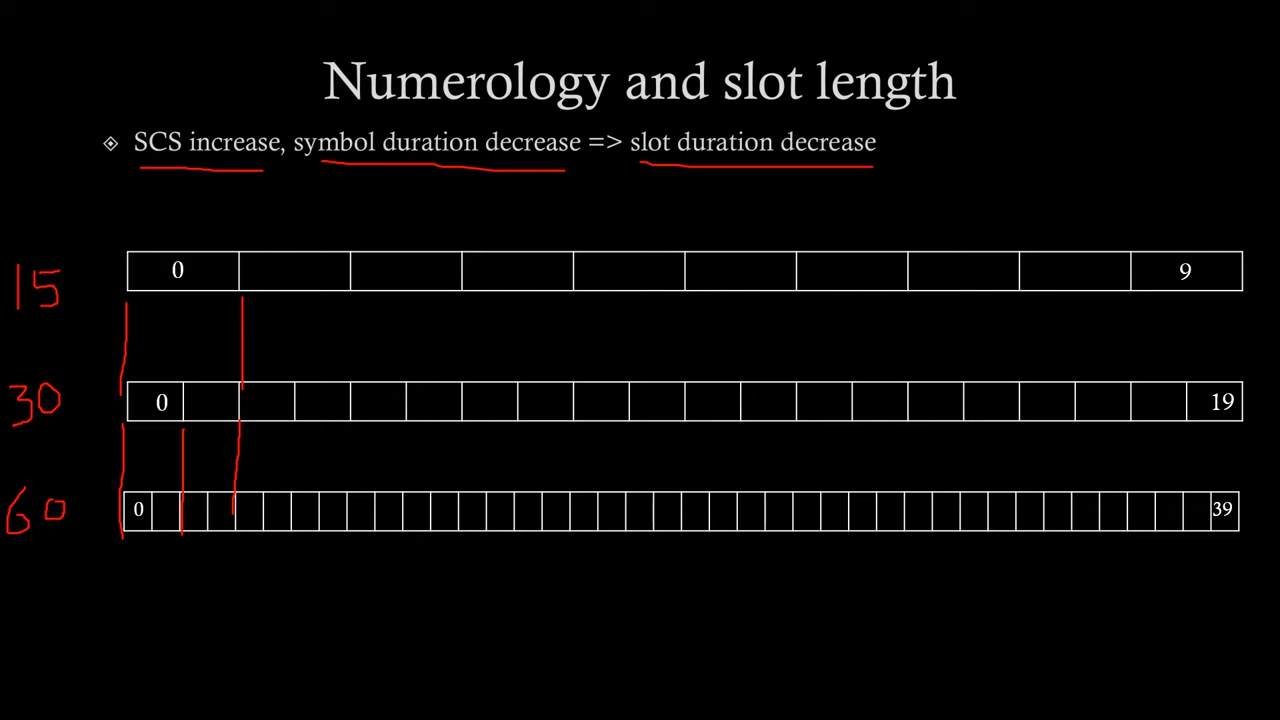 Numerology and slot length
SCS increase, symbol duration decrease => slot duration decrease
15 0 9
30 0 19
60 0 39